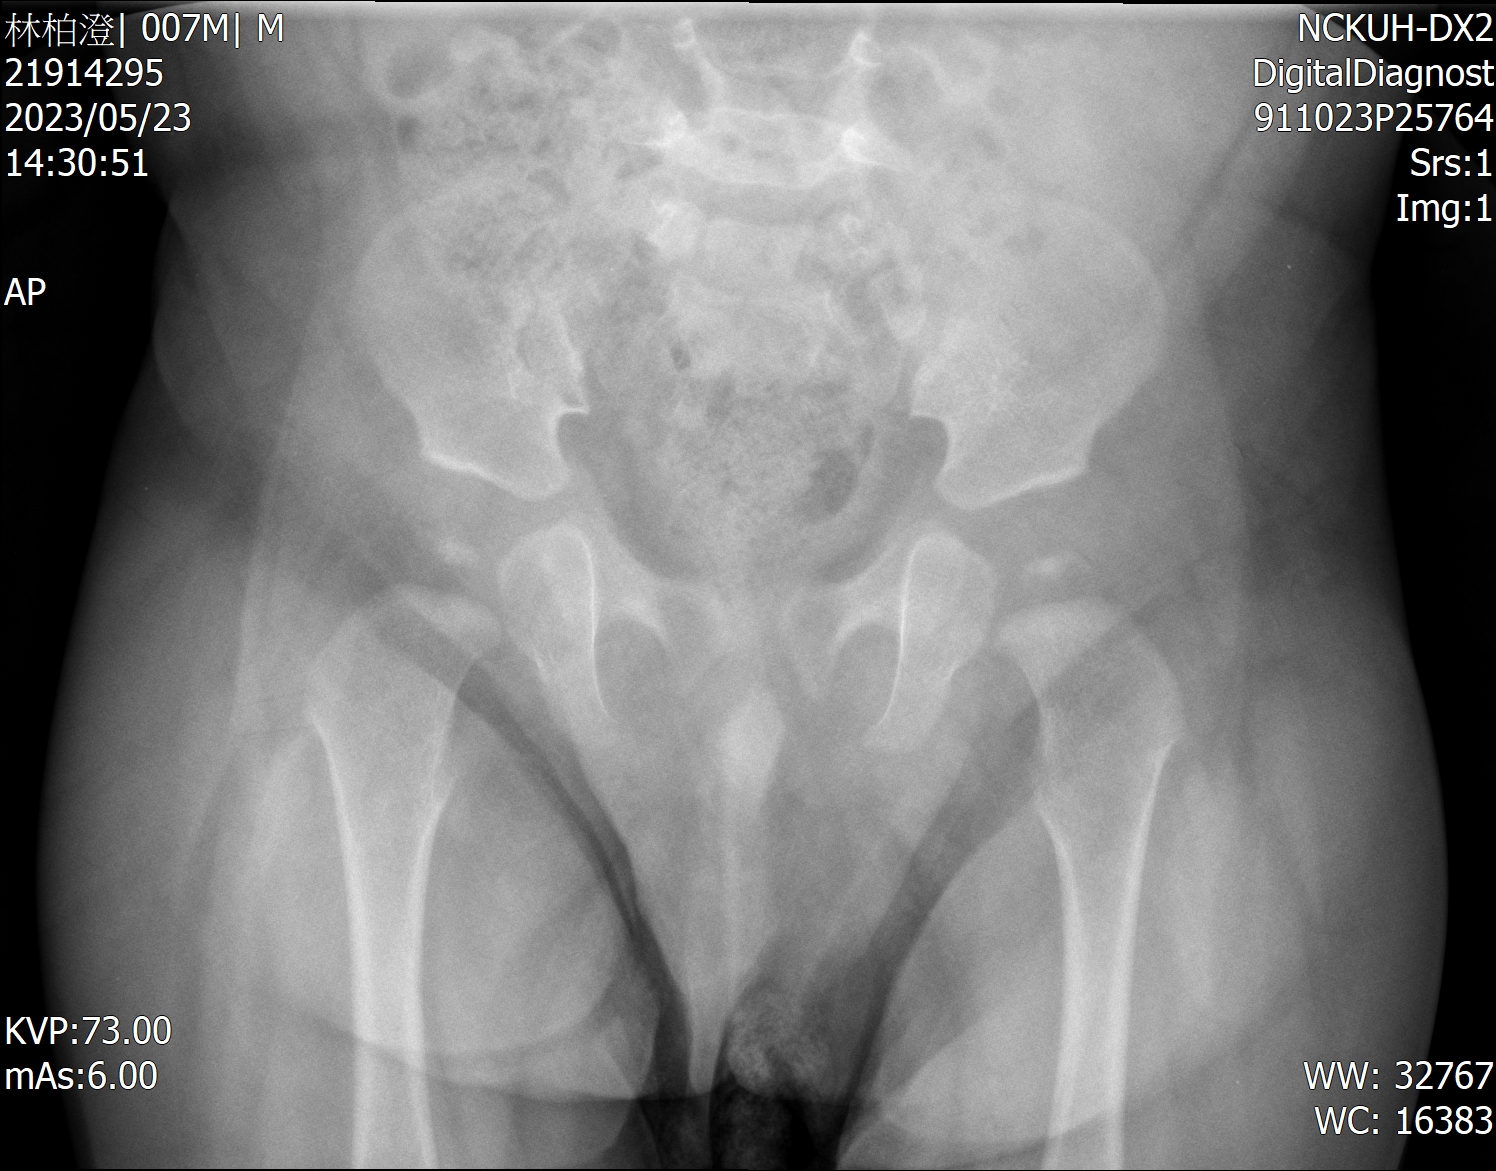 林柏澄| 007M| M
21914295
2023/05/23
14:30:51
AP
NCKUH-DX2
DigitalDiagnost
911023P25764
Srs:1
Img:1
KVP:73.00
mAs:6.00
WW: 32767
WC: 16383